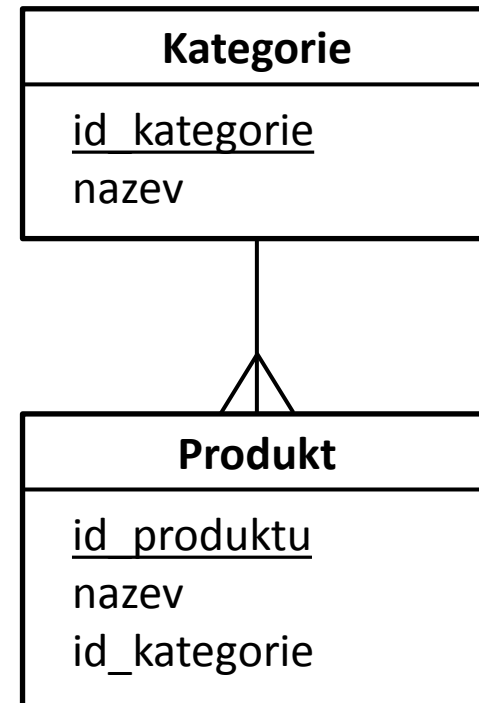 Kategorie
id_kategorie
nazev
Produkt
id_produktu
nazev
id_kategorie